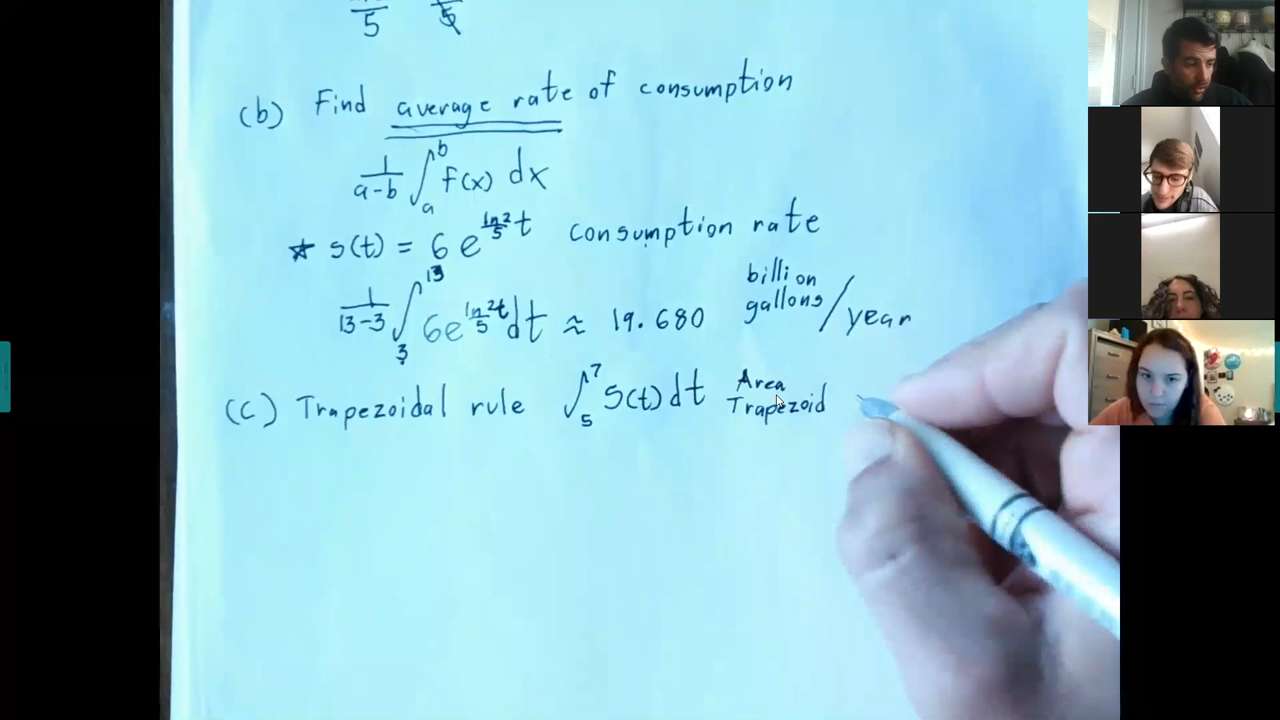 5 5
(b) Find average rate of consumption
1/(a-b) ∫_a^b f(x) dx
* s(t) = 6 e^(ln2/5 t) consumption rate
1/(13-3) ∫_3^13 6e^(ln2/5 t) dt ≈ 19.680 billion gallons / year
(c) Trapezoidal rule ∫_5^7 S(t) dt Area Trapezoid